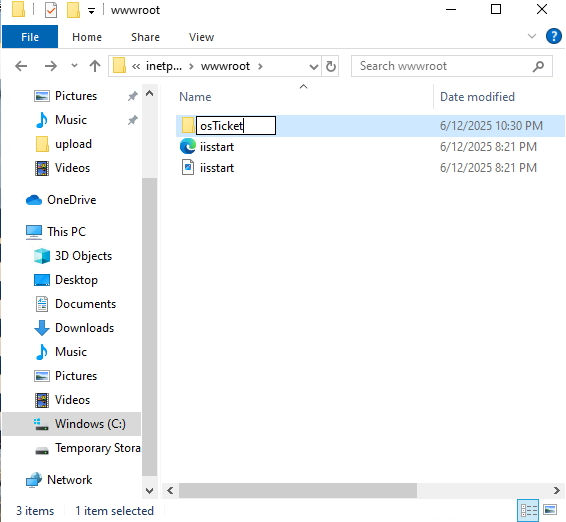 wwwroot
File Home Share View
« inetp... > wwwroot > Search wwwroot
Pictures
Music
upload
Videos
OneDrive
This PC
3D Objects
Desktop
Documents
Downloads
Music
Pictures
Videos
Windows (C:)
Temporary Stora
Network
Name Date modified
osTicket 6/12/2025 10:30 PM
iisstart 6/12/2025 8:21 PM
iisstart 6/12/2025 8:21 PM
3 items 1 item selected